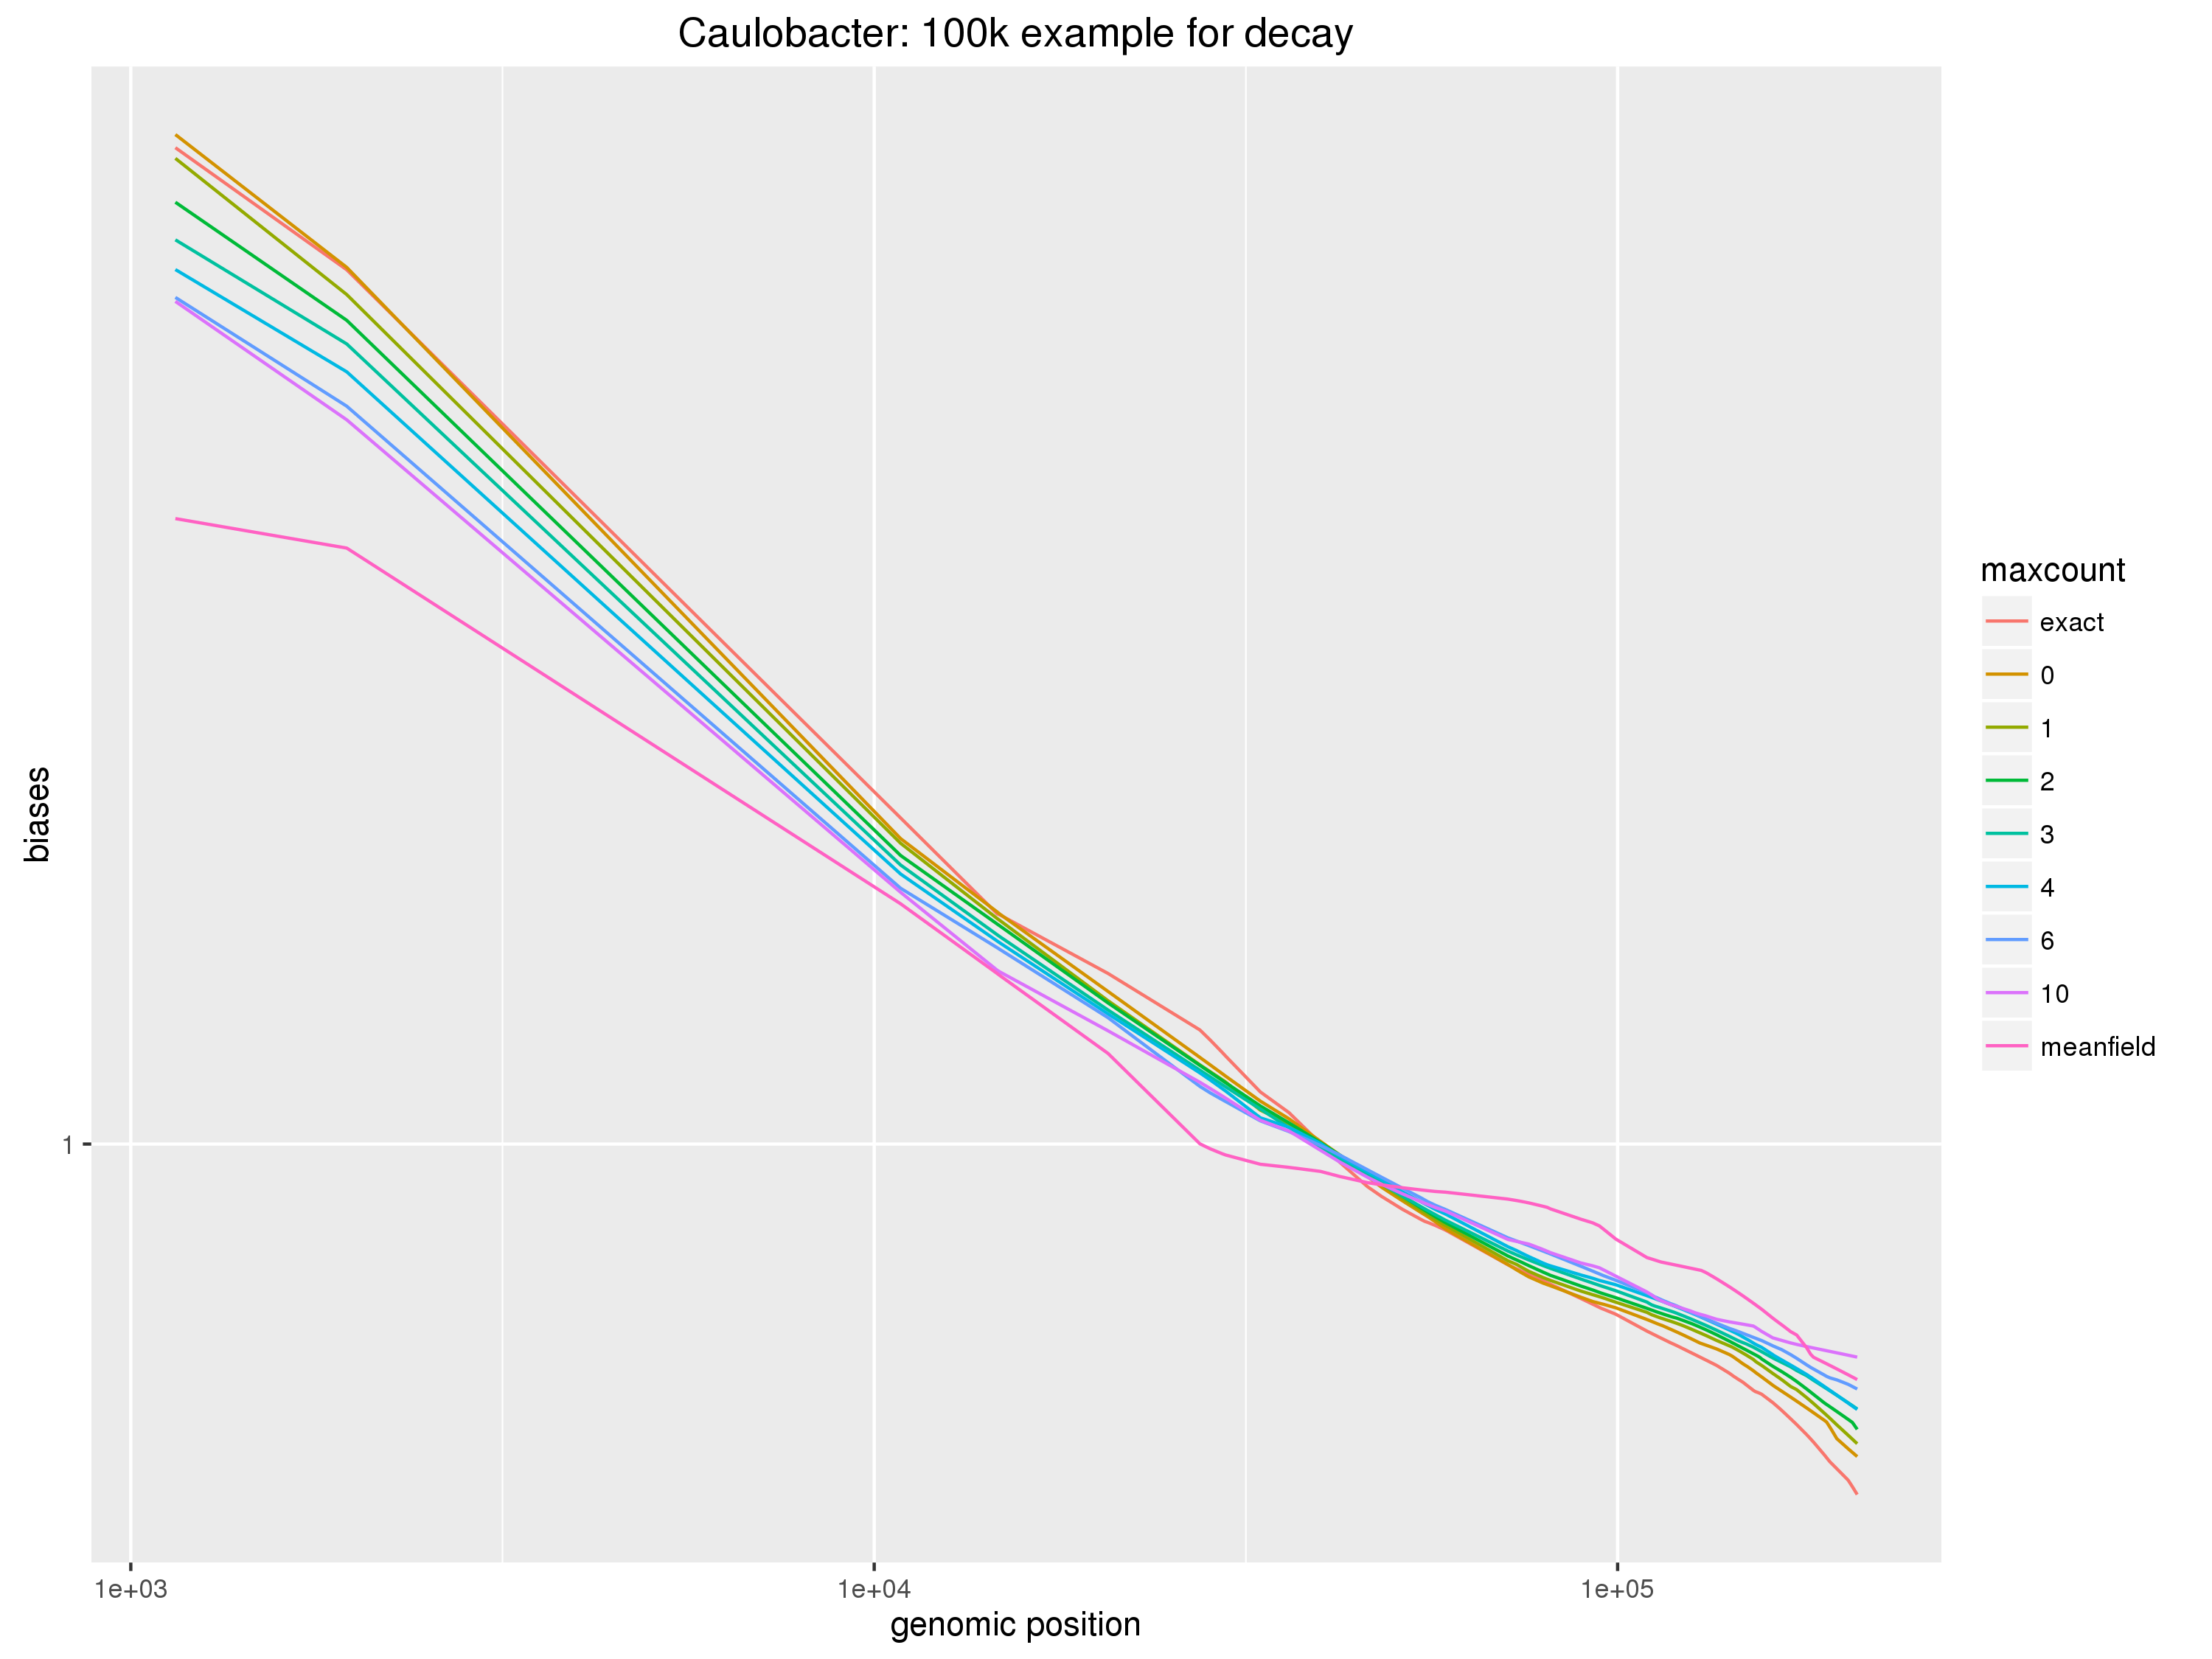 Caulobacter: 100k example for decay
biases
1
1e+03
1e+04
1e+05
genomic position
maxcount
exact
0
1
2
3
4
6
10
meanfield